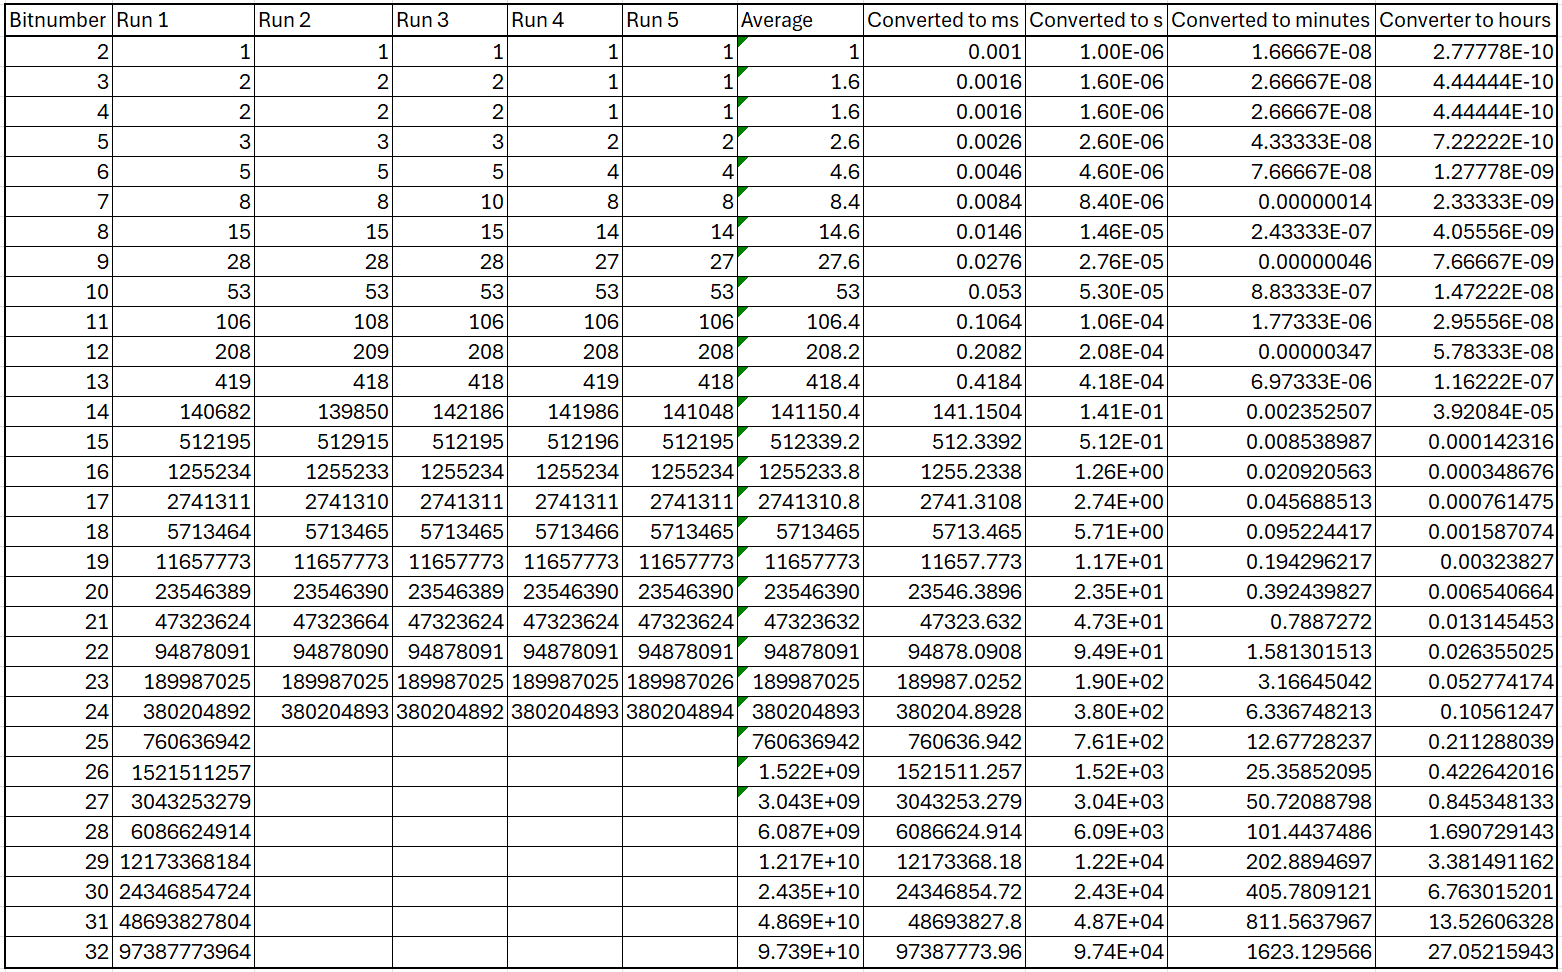 Bitnumber Run 1 Run 2 Run 3 Run 4 Run 5 Average Converted to ms Converted to s Converted to minutes Converter to hours
2 1 1 1 1 1 1 0.001 1.00E-06 1.66667E-08 2.77778E-10
3 2 2 2 1 1 1.6 0.0016 1.60E-06 2.66667E-08 4.44444E-10
4 2 2 2 1 1 1.6 0.0016 1.60E-06 2.66667E-08 4.44444E-10
5 3 3 3 2 2 2.6 0.0026 2.60E-06 4.33333E-08 7.22222E-10
6 5 5 5 4 4 4.6 0.0046 4.60E-06 7.66667E-08 1.27778E-09
7 8 8 10 8 8 8.4 0.0084 8.40E-06 0.00000014 2.33333E-09
8 15 15 15 14 14 14.6 0.0146 1.46E-05 2.43333E-07 4.05556E-09
9 28 28 28 27 27 27.6 0.0276 2.76E-05 0.00000046 7.66667E-09
10 53 53 53 53 53 53 0.053 5.30E-05 8.83333E-07 1.47222E-08
11 106 108 106 106 106 106.4 0.1064 1.06E-04 1.77333E-06 2.95556E-08
12 208 209 208 208 208 208.2 0.2082 2.08E-04 0.00000347 5.78333E-08
13 419 418 418 419 418 418.4 0.4184 4.18E-04 6.97333E-06 1.16222E-07
14 140682 139850 142186 141986 141048 141150.4 141.1504 1.41E-01 0.002352507 3.92084E-05
15 512195 512915 512195 512196 512195 512339.2 512.3392 5.12E-01 0.008538987 0.000142316
16 1255234 1255233 1255234 1255234 1255234 1255233.8 1255.2338 1.26E+00 0.020920563 0.000348676
17 2741311 2741310 2741311 2741311 2741311 2741310.8 2741.3108 2.74E+00 0.045688513 0.000761475
18 5713464 5713465 5713465 5713466 5713465 5713465 5713.465 5.71E+00 0.095224417 0.001587074
19 11657773 11657773 11657773 11657773 11657773 11657773 11657.773 1.17E+01 0.194296217 0.00323827
20 23546389 23546390 23546389 23546390 23546390 23546390 23546.3896 2.35E+01 0.392439827 0.006540664
21 47323624 47323664 47323624 47323624 47323624 47323632 47323.632 4.73E+01 0.7887272 0.013145453
22 94878091 94878090 94878091 94878091 94878091 94878091 94878.0908 9.49E+01 1.581301513 0.026355025
23 189987025 189987025 189987025 189987025 189987026 189987025 189987.0252 1.90E+02 3.16645042 0.052774174
24 380204892 380204893 380204892 380204893 380204894 380204893 380204.8928 3.80E+02 6.336748213 0.10561247
25 760636942 760636942 760636.942 7.61E+02 12.67728237 0.211288039
26 1521511257 1.522E+09 1521511.257 1.52E+03 25.35852095 0.422642016
27 3043253279 3.043E+09 3043253.279 3.04E+03 50.72088798 0.845348133
28 6086624914 6.087E+09 6086624.914 6.09E+03 101.4437486 1.690729143
29 12173368184 1.217E+10 12173368.18 1.22E+04 202.8894697 3.381491162
30 24346854724 2.435E+10 24346854.72 2.43E+04 405.7809121 6.763015201
31 48693827804 4.869E+10 48693827.8 4.87E+04 811.5637967 13.52606328
32 97387773964 9.739E+10 97387773.96 9.74E+04 1623.129566 27.05215943